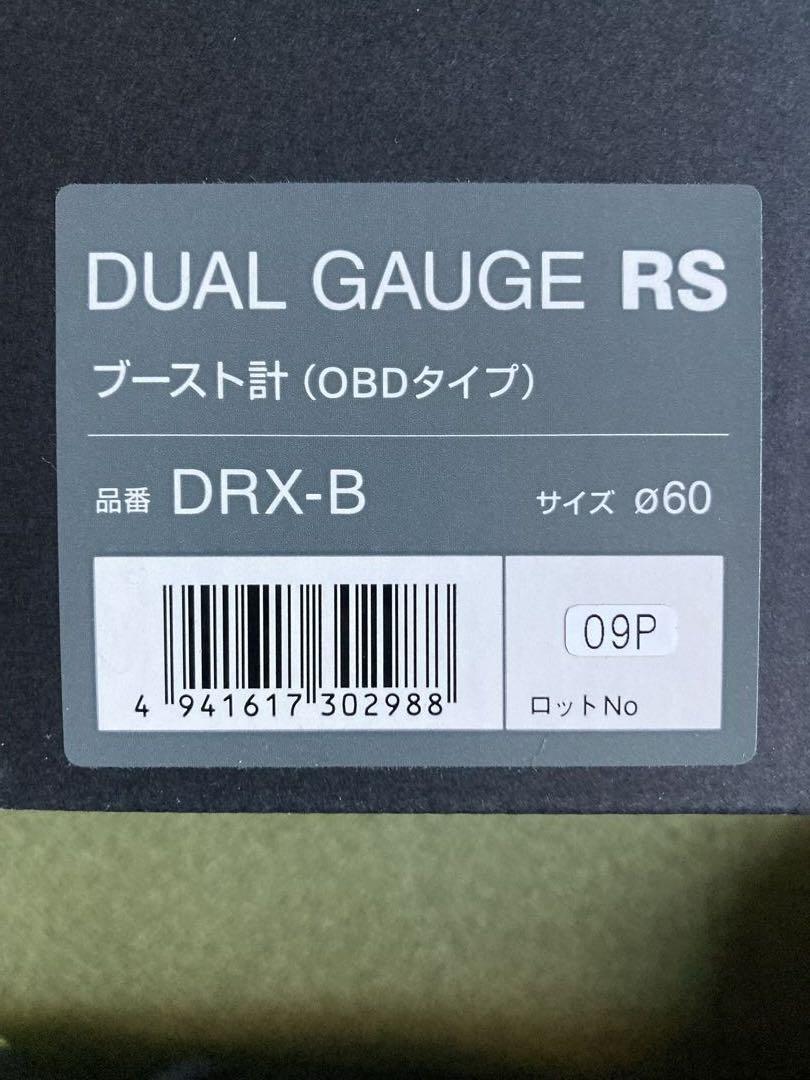 DUAL GAUGE RS
ブースト計（OBDタイプ）
品番 DRX-B サイズ ø60
4 941617 302988
09P
ロットNo